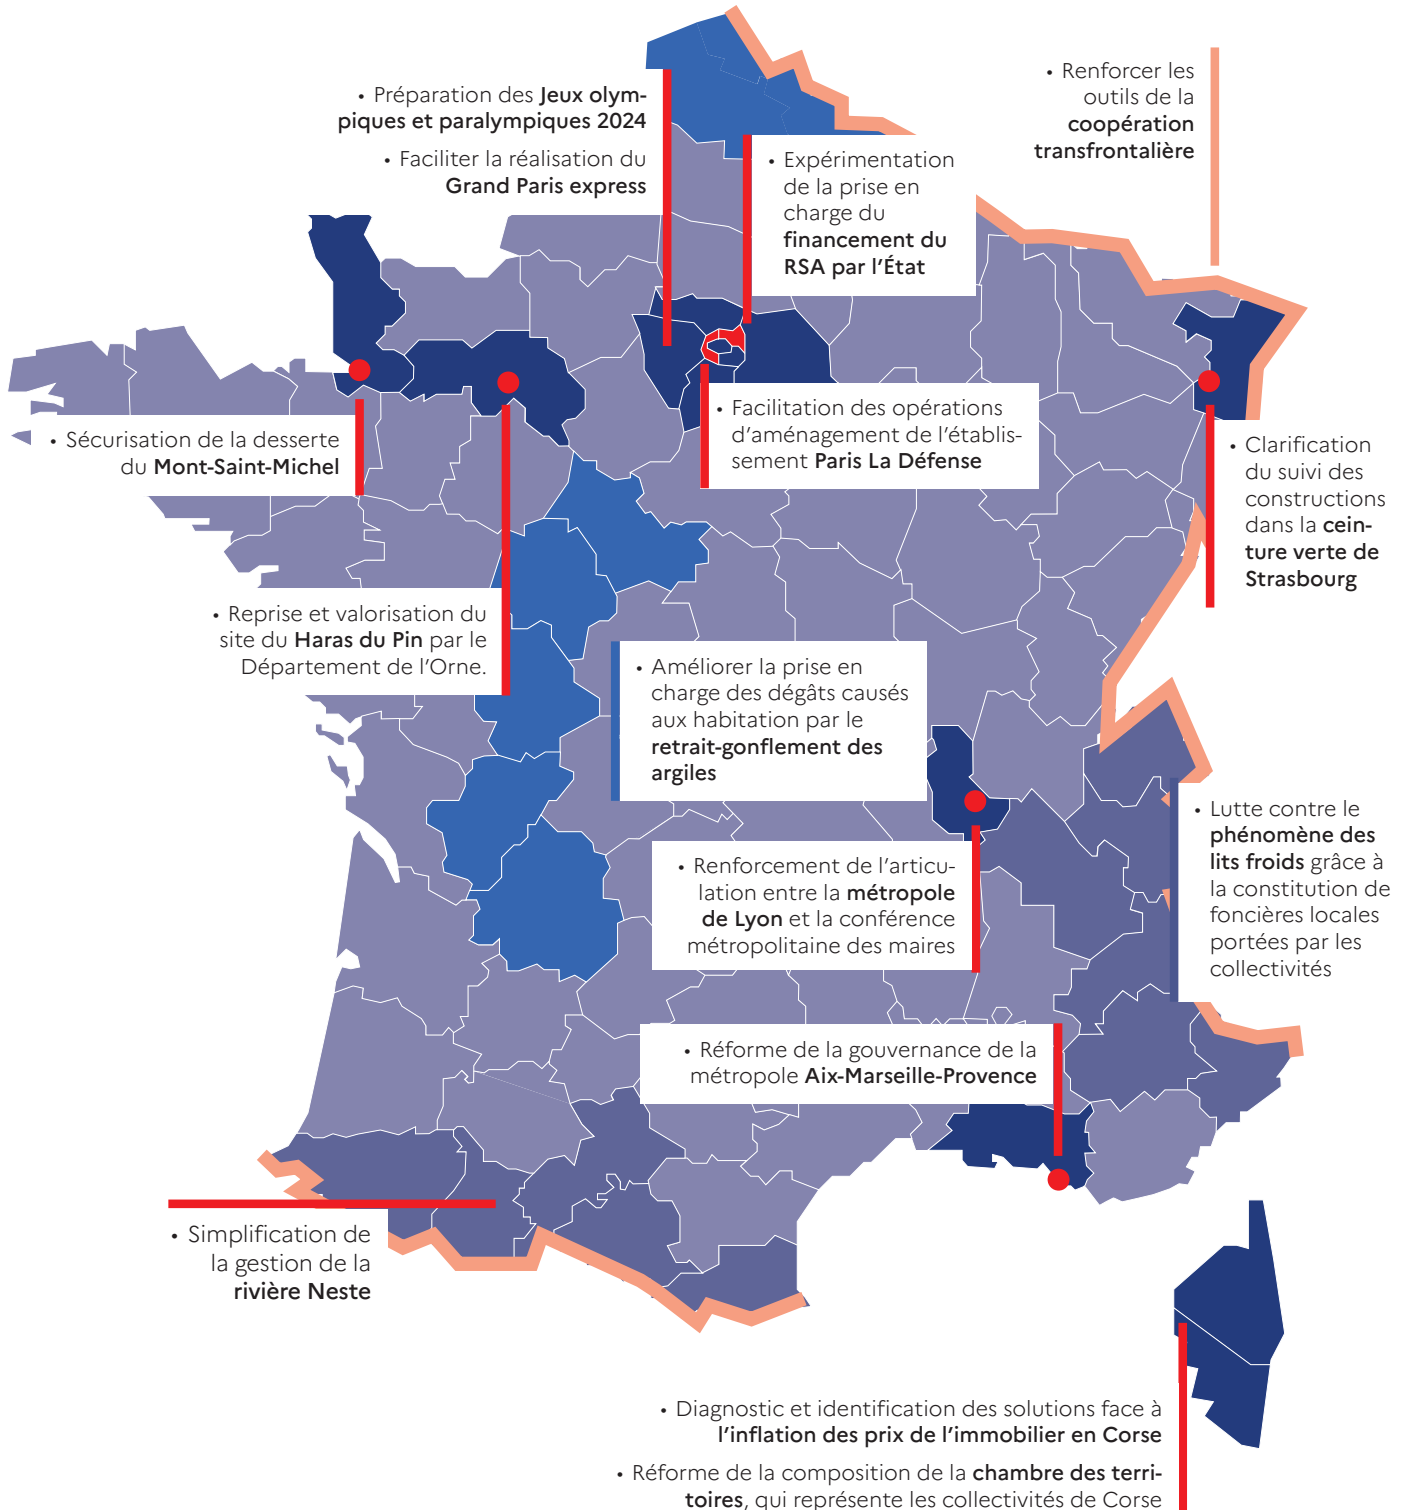 • Préparation des Jeux olym-
piques et paralympiques 2024
• Faciliter la réalisation du
Grand Paris express
• Renforcer les
outils de la
coopération
transfrontalière
• Expérimentation
de la prise en
charge du
financement du
RSA par l'État
• Facilitation des opérations
d'aménagement de l'établis-
sement Paris La Défense
• Sécurisation de la desserte
du Mont-Saint-Michel
• Clarification
du suivi des
constructions
dans la cein-
ture verte de
Strasbourg
• Reprise et valorisation du
site du Haras du Pin par le
Département de l'Orne.
• Améliorer la prise en
charge des dégâts causés
aux habitation par le
retrait-gonflement des
argiles
• Lutte contre le
phénomène des
lits froids grâce à
la constitution de
foncières locales
portées par les
collectivités
• Renforcement de l'articu-
lation entre la métropole
de Lyon et la conférence
métropolitaine des maires
• Réforme de la gouvernance de la
métropole Aix-Marseille-Provence
• Simplification de
la gestion de la
rivière Neste
• Diagnostic et identification des solutions face à
l'inflation des prix de l'immobilier en Corse
• Réforme de la composition de la chambre des terri-
toires, qui représente les collectivités de Corse